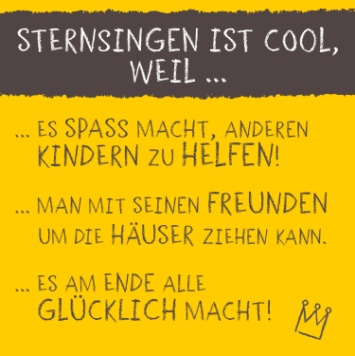 STERNSINGEN IST COOL,
WEIL ...
... ES SPASS MACHT, ANDEREN
KINDERN ZU HELFEN!
... MAN MIT SEINEN FREUNDEN
UM DIE HÄUSER ZIEHEN KANN.
... ES AM ENDE ALLE
GLÜCKLICH MACHT!